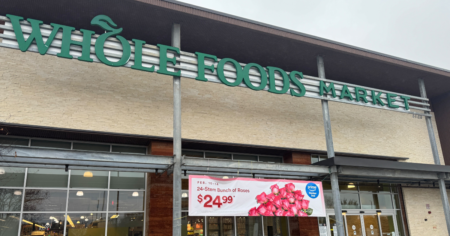 WHOLE FOODS MARKET
24-Stem Bunch of Roses
$24.99*